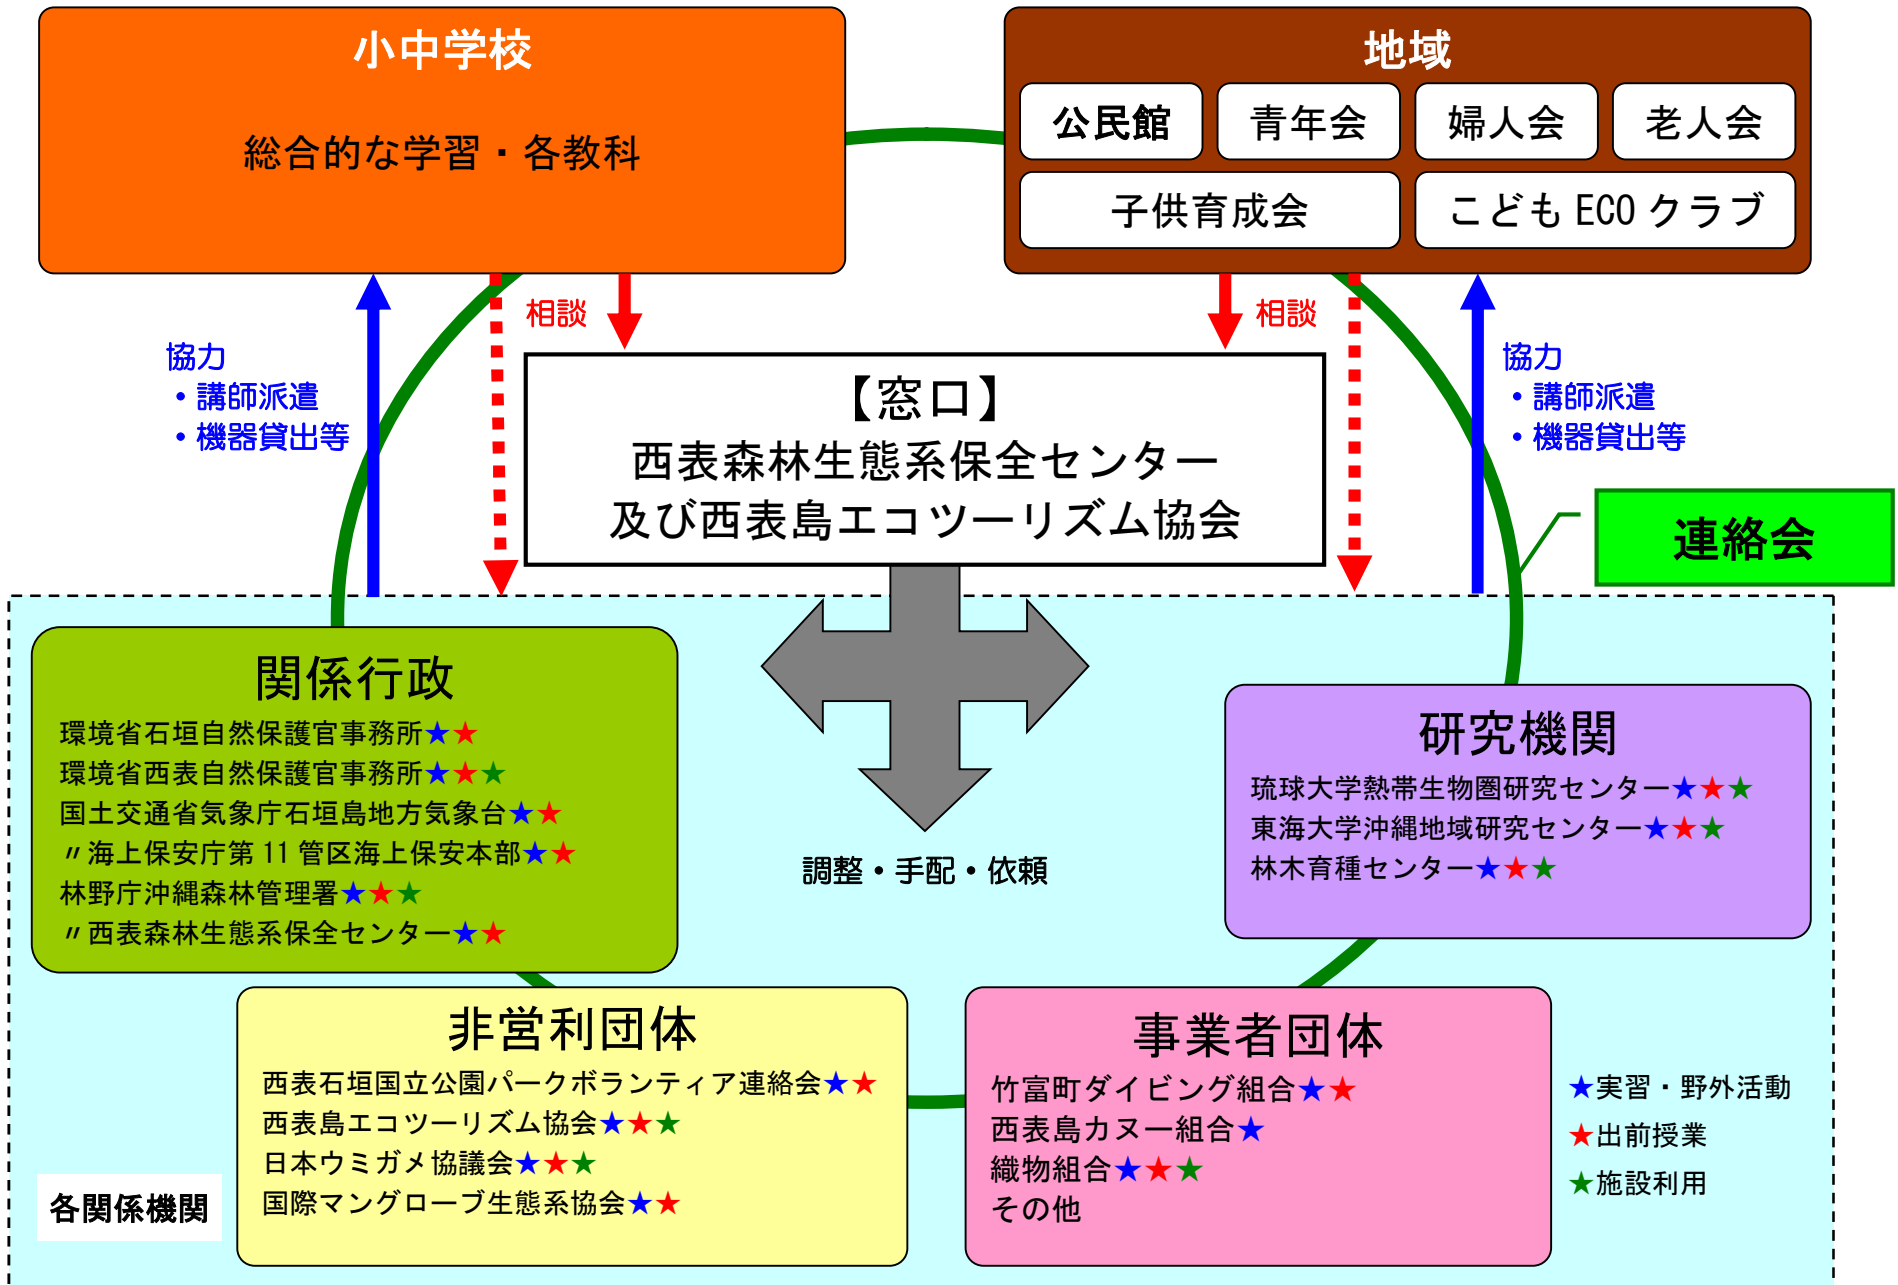 小中学校
総合的な学習・各教科
地域
公民館
青年会
婦人会
老人会
子供育成会
こども ECO クラブ
相談
相談
協力
・講師派遣
・機器貸出等
協力
・講師派遣
・機器貸出等
【窓口】
西表森林生態系保全センター
及び西表島エコツーリズム協会
連絡会
関係行政
環境省石垣自然保護官事務所★★
環境省西表自然保護官事務所★★★
国土交通省気象庁石垣島地方気象台★★
〃海上保安庁第 11 管区海上保安本部★★
林野庁沖縄森林管理署★★★
〃西表森林生態系保全センター★★
調整・手配・依頼
研究機関
琉球大学熱帯生物圏研究センター★★★
東海大学沖縄地域研究センター★★★
林木育種センター★★★
非営利団体
西表石垣国立公園パークボランティア連絡会★★
西表島エコツーリズム協会★★★
日本ウミガメ協議会★★★
国際マングローブ生態系協会★★
事業者団体
竹富町ダイビング組合★★
西表島カヌー組合★
織物組合★★★
その他
★実習・野外活動
★出前授業
★施設利用
各関係機関